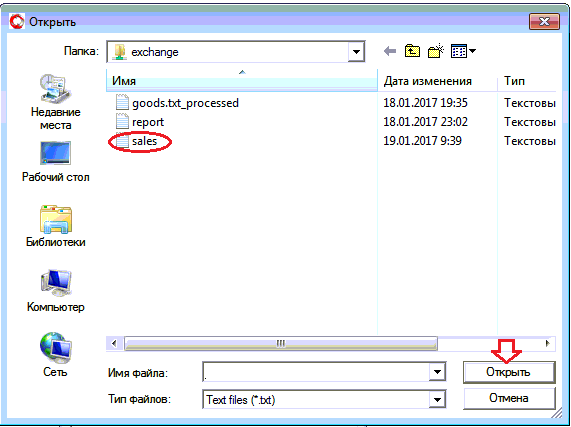 Открыть
Папка: exchange
Имя Дата изменения Тип
goods.txt_processed 18.01.2017 19:35 Текстовы
report 18.01.2017 23:02 Текстовы
sales 19.01.2017 9:39 Текстовы
Недавние
места
Рабочий стол
Библиотеки
Компьютер
Сеть
Имя файла: . Открыть
Тип файлов: Text files (*.txt) Отмена